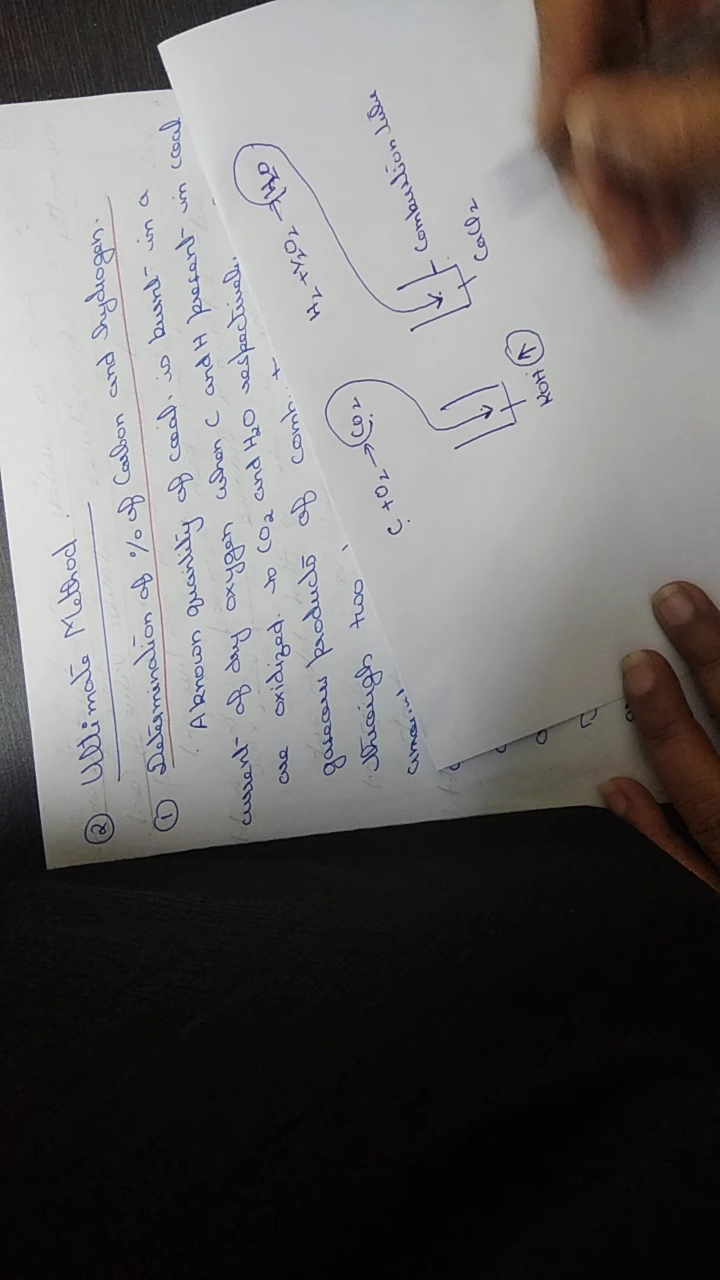 ② Ultimate Method.
① Determination of % of Carbon and hydrogen.
A known quantity of coal is burnt in a
current of dry oxygen when C and H present in coal
are oxidized to CO2 and H2O respectively.
gaseous products of comb
through two
C + O2 → CO2
KOH ↑
H2 + 1/2 O2 → H2O
Combustion tube
CaCl2